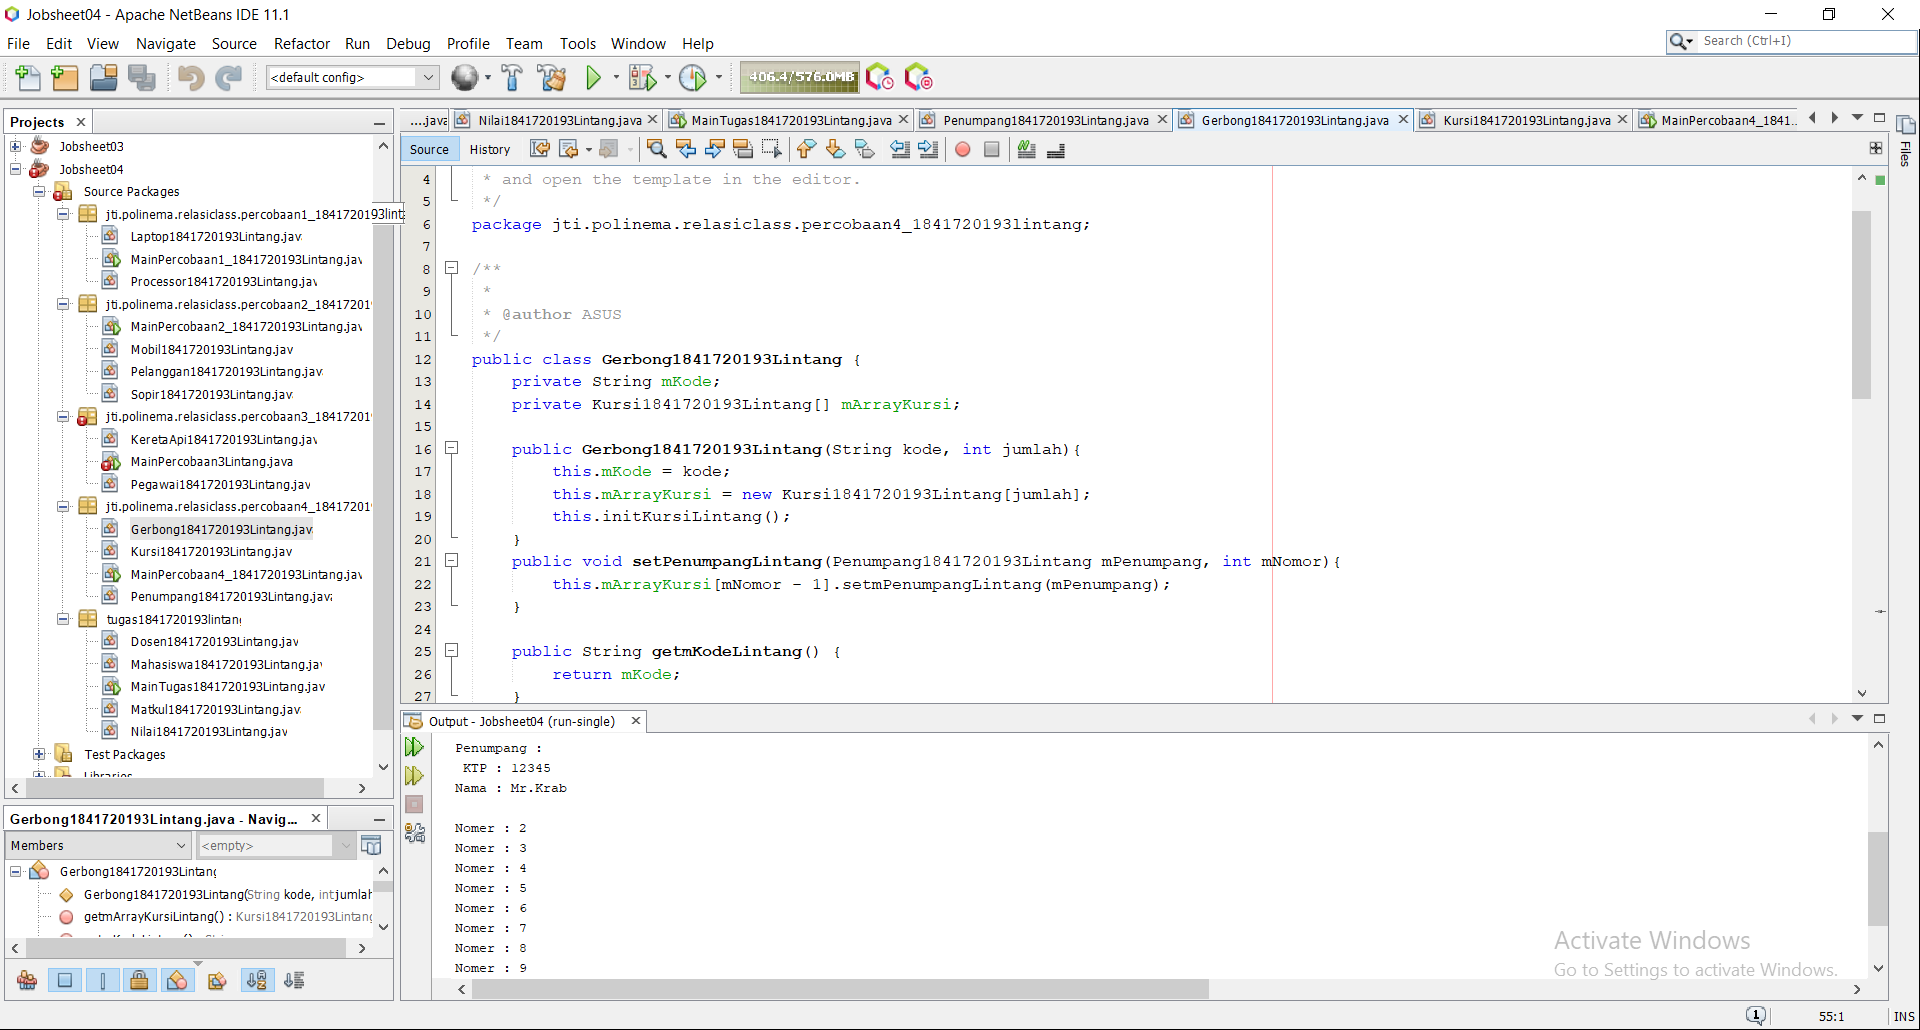 Jobsheet04 - Apache NetBeans IDE 11.1
File Edit View Navigate Source Refactor Run Debug Profile Team Tools Window Help
Search (Ctrl+I)
<default config>
406.4/576.0MB
Projects
Jobsheet03
Jobsheet04
Source Packages
jti.polinema.relasiclass.percobaan1_1841720193lint
Laptop1841720193Lintang.jav
MainPercobaan1_1841720193Lintang.jav
Processor1841720193Lintang.jav
jti.polinema.relasiclass.percobaan2_1841720
MainPercobaan2_1841720193Lintang.jav
Mobil1841720193Lintang.jav
Pelanggan1841720193Lintang.jav
Sopir1841720193Lintang.jav
jti.polinema.relasiclass.percobaan3_1841720
KeretaApi1841720193Lintang.jav
MainPercobaan3Lintang.java
Pegawai1841720193Lintang.jav
jti.polinema.relasiclass.percobaan4_1841720
Gerbong1841720193Lintang.jav
Kursi1841720193Lintang.jav
MainPercobaan4_1841720193Lintang.jav
Penumpang1841720193Lintang.java
tugas1841720193lintang
Dosen1841720193Lintang.jav
Mahasiswa1841720193Lintang.jav
MainTugas1841720193Lintang.jav
Matkul1841720193Lintang.jav
Nilai1841720193Lintang.jav
Test Packages
Libraries
Gerbong1841720193Lintang.java - Navig...
Members
<empty>
Gerbong1841720193Lintang
Gerbong1841720193Lintang(String kode, int jumlah
getmArrayKursiLintang() : Kursi1841720193Lintang
....java Nilai1841720193Lintang.java MainTugas1841720193Lintang.java Penumpang1841720193Lintang.java Gerbong1841720193Lintang.java Kursi1841720193Lintang.java MainPercobaan4_1841...
Source History
Files
4 * and open the template in the editor.
5 */
6 package jti.polinema.relasiclass.percobaan4_1841720193lintang;
7
8 /**
9 *
10 * @author ASUS
11 */
12 public class Gerbong1841720193Lintang {
13 private String mKode;
14 private Kursi1841720193Lintang[] mArrayKursi;
15
16 public Gerbong1841720193Lintang(String kode, int jumlah){
17 this.mKode = kode;
18 this.mArrayKursi = new Kursi1841720193Lintang[jumlah];
19 this.initKursiLintang();
20 }
21 public void setPenumpangLintang(Penumpang1841720193Lintang mPenumpang, int mNomor){
22 this.mArrayKursi[mNomor - 1].setmPenumpangLintang(mPenumpang);
23 }
24
25 public String getmKodeLintang() {
26 return mKode;
27 }
Output - Jobsheet04 (run-single)
Penumpang :
KTP : 12345
Nama : Mr.Krab
Nomer : 2
Nomer : 3
Nomer : 4
Nomer : 5
Nomer : 6
Nomer : 7
Nomer : 8
Nomer : 9
Activate Windows
Go to Settings to activate Windows.
1
55:1
INS